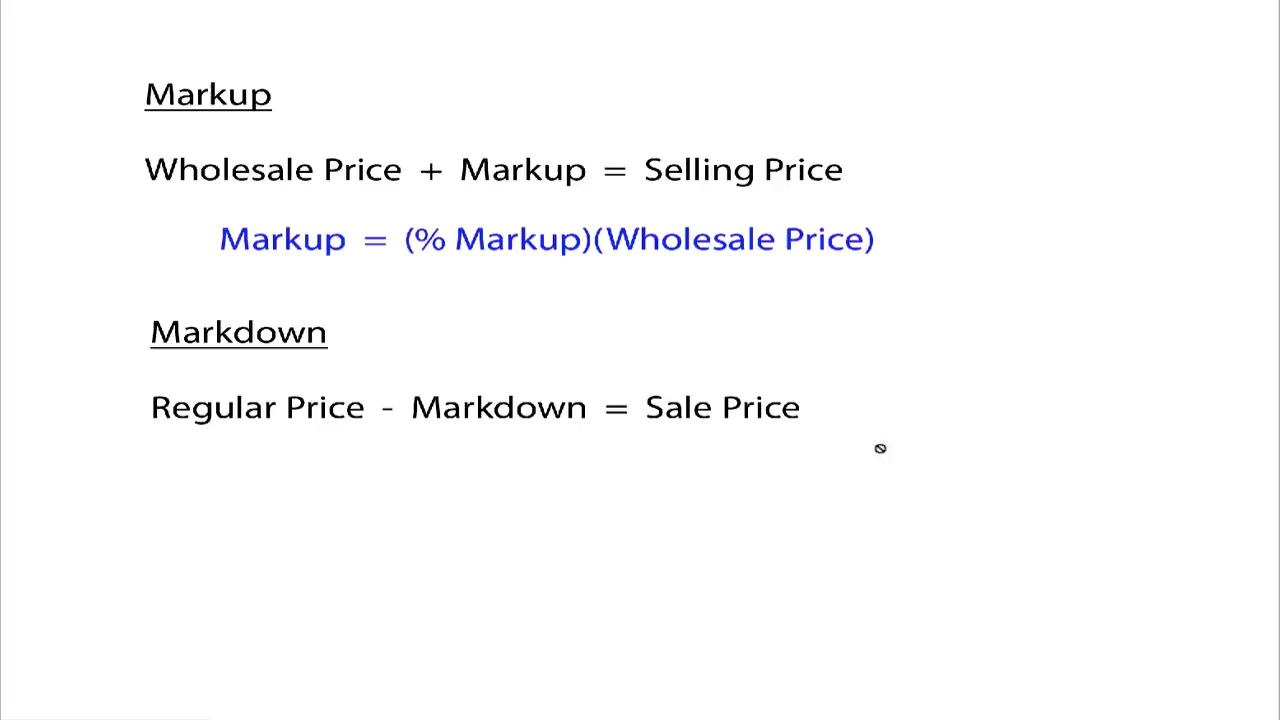 Markup
Wholesale Price + Markup = Selling Price
Markup = (% Markup)(Wholesale Price)
Markdown
Regular Price - Markdown = Sale Price